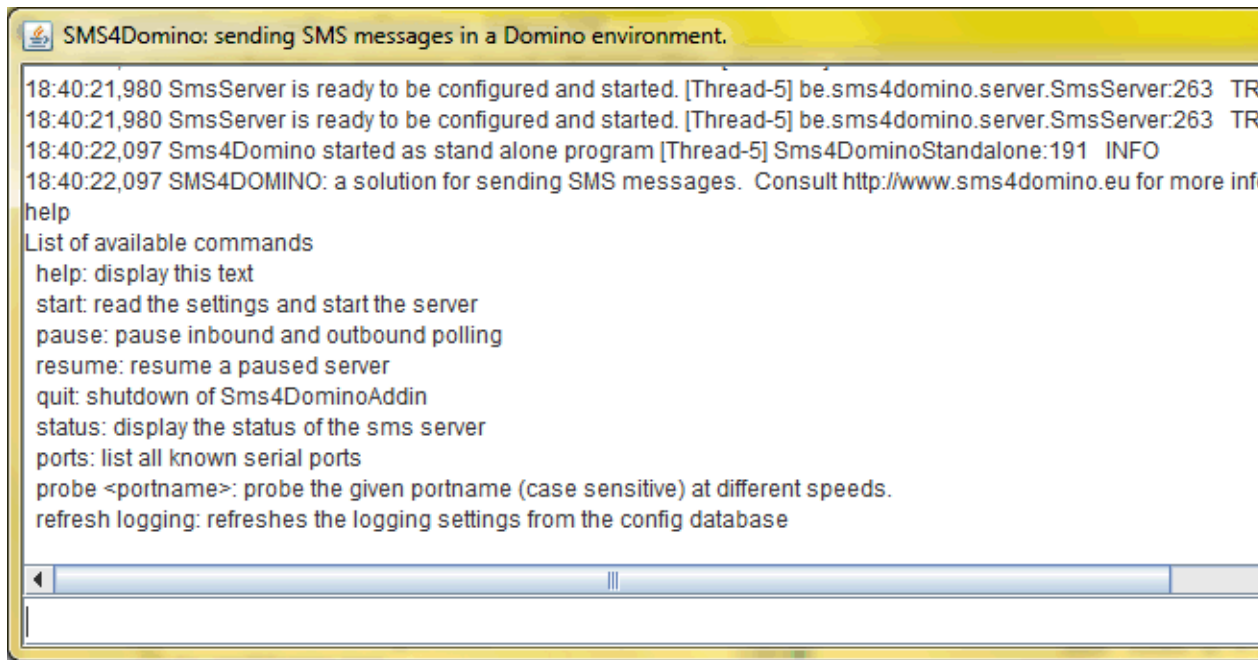 SMS4Domino: sending SMS messages in a Domino environment.
18:40:21,980 SmsServer is ready to be configured and started. [Thread-5] be.sms4domino.server.SmsServer:263 TR
18:40:21,980 SmsServer is ready to be configured and started. [Thread-5] be.sms4domino.server.SmsServer:263 TR
18:40:22,097 Sms4Domino started as stand alone program [Thread-5] Sms4DominoStandalone:191 INFO
18:40:22,097 SMS4DOMINO: a solution for sending SMS messages. Consult http://www.sms4domino.eu for more inf
help
List of available commands
help: display this text
start: read the settings and start the server
pause: pause inbound and outbound polling
resume: resume a paused server
quit: shutdown of Sms4DominoAddin
status: display the status of the sms server
ports: list all known serial ports
probe <portname>: probe the given portname (case sensitive) at different speeds.
refresh logging: refreshes the logging settings from the config database